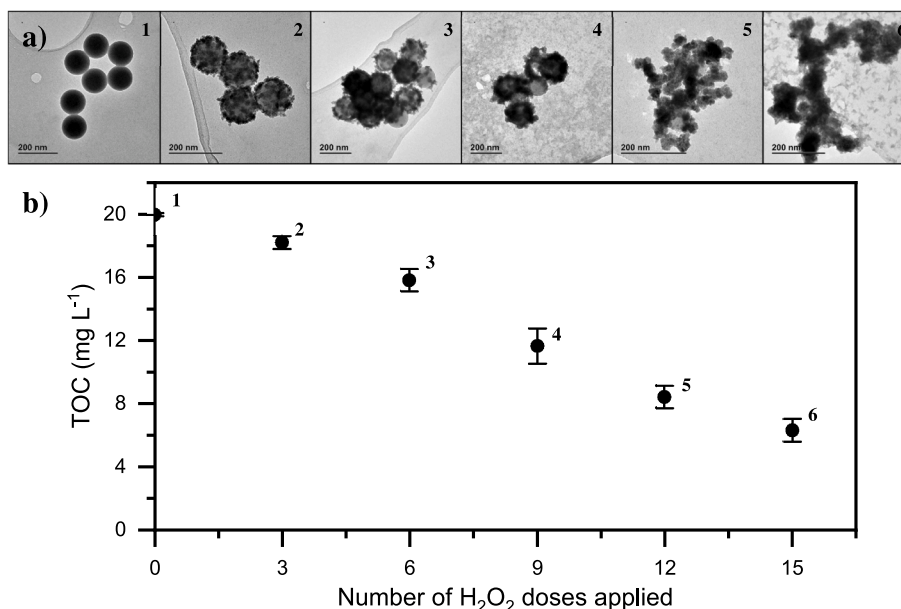 a) 1 2 3 4 5
200 nm 200 nm 200 nm 200 nm 200 nm 200 nm
b)
20
16
12
8
4
0
TOC (mg L⁻¹)
1
2
3
4
5
6
0 3 6 9 12 15
Number of H₂O₂ doses applied